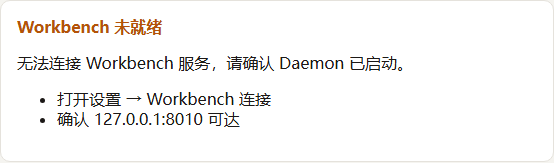 Workbench 未就绪
无法连接 Workbench 服务，请确认 Daemon 已启动。
• 打开设置 → Workbench 连接
• 确认 127.0.0.1:8010 可达